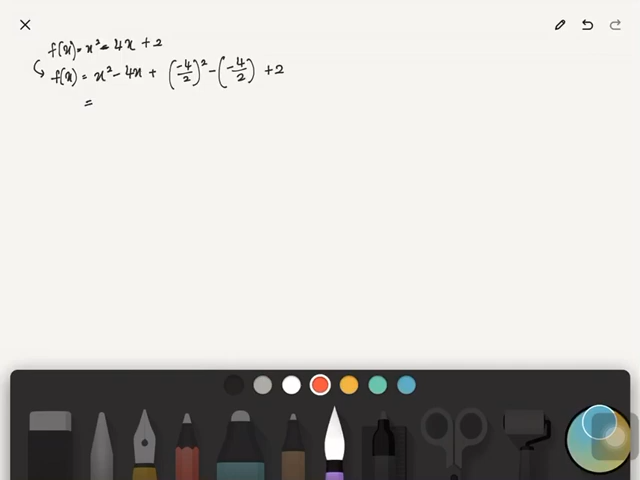 f(x) = x² - 4x + 2
f(x) = x² - 4x + (-4/2)² - (-4/2) + 2
=